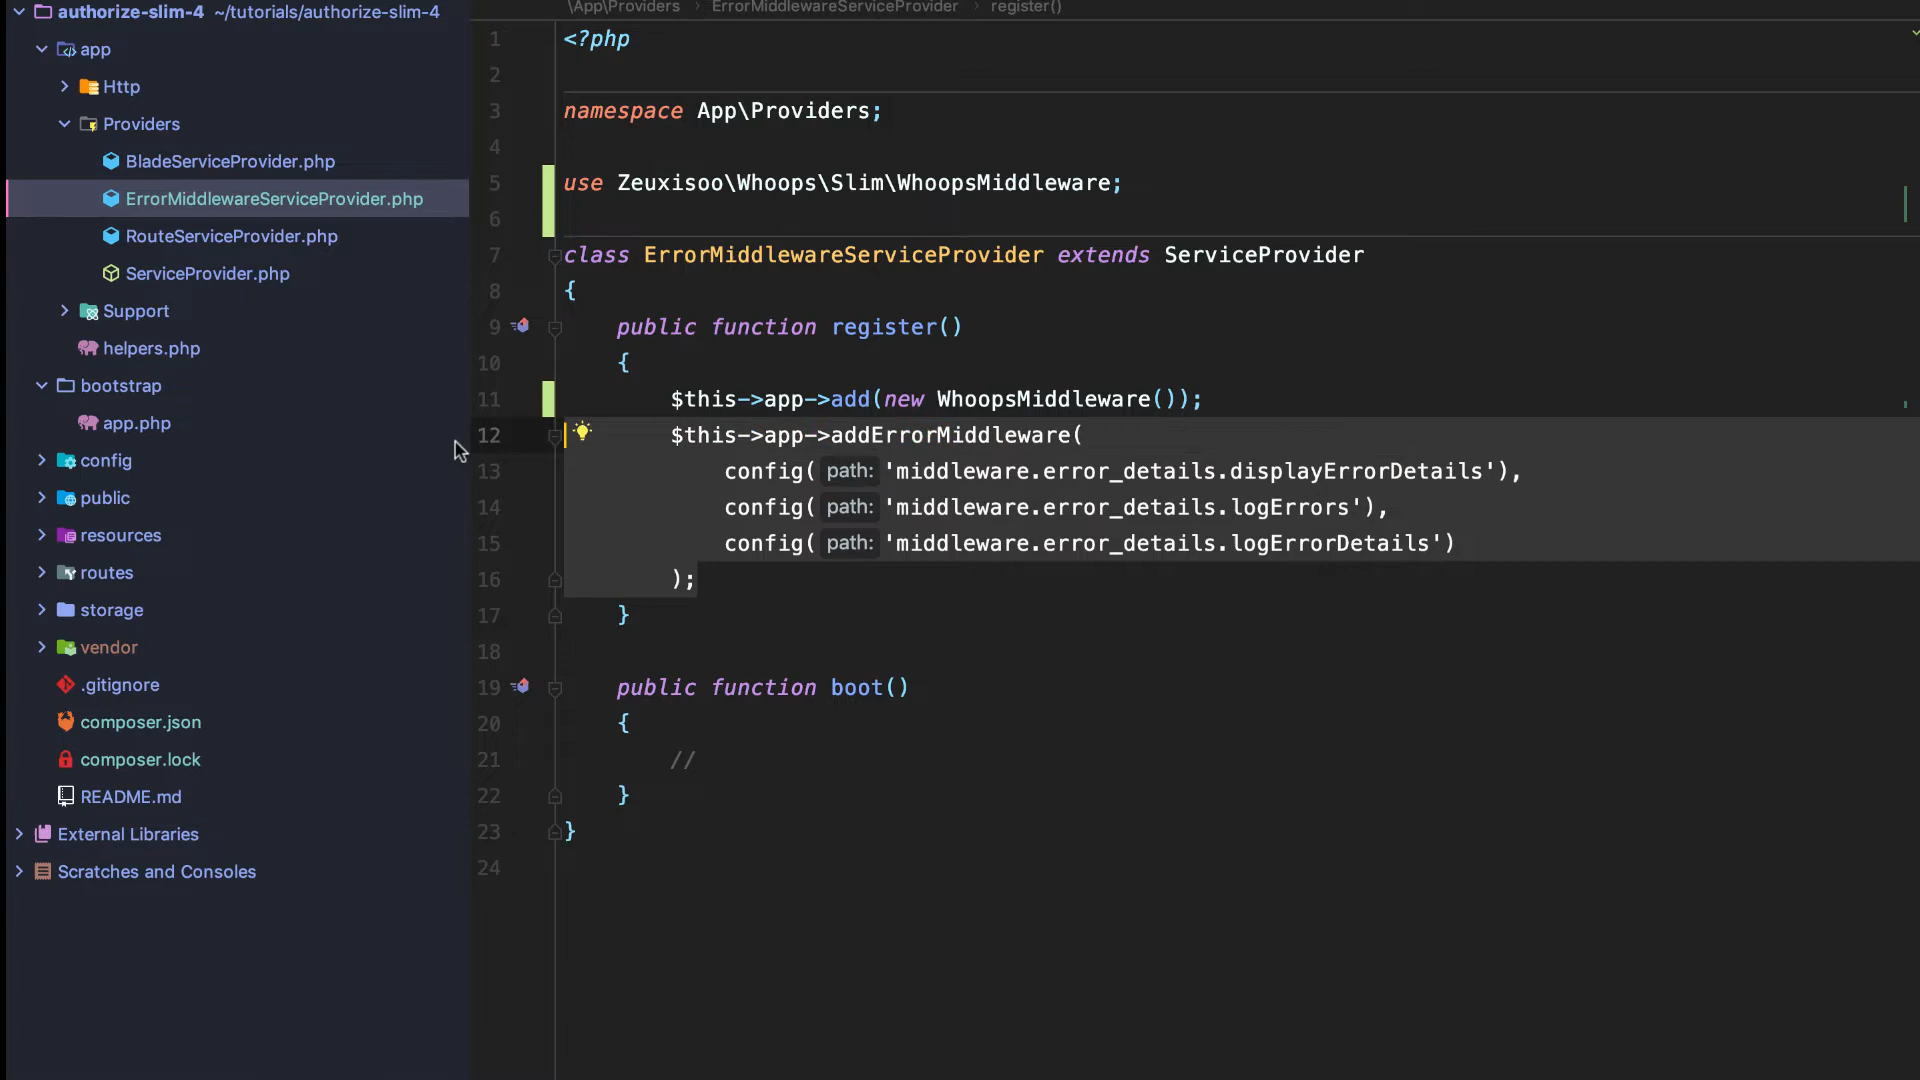 authorize-slim-4 ~/tutorials/authorize-slim-4
app
Http
Providers
BladeServiceProvider.php
ErrorMiddlewareServiceProvider.php
RouteServiceProvider.php
ServiceProvider.php
Support
helpers.php
bootstrap
app.php
config
public
resources
routes
storage
vendor
.gitignore
composer.json
composer.lock
README.md
External Libraries
Scratches and Consoles
\App\Providers › ErrorMiddlewareServiceProvider › register()
1 <?php
2
3 namespace App\Providers;
4
5 use Zeuxisoo\Whoops\Slim\WhoopsMiddleware;
6
7 class ErrorMiddlewareServiceProvider extends ServiceProvider
8 {
9 public function register()
10 {
11 $this->app->add(new WhoopsMiddleware());
12 $this->app->addErrorMiddleware(
13 config( path: 'middleware.error_details.displayErrorDetails'),
14 config( path: 'middleware.error_details.logErrors'),
15 config( path: 'middleware.error_details.logErrorDetails')
16 );
17 }
18
19 public function boot()
20 {
21 //
22 }
23 }
24